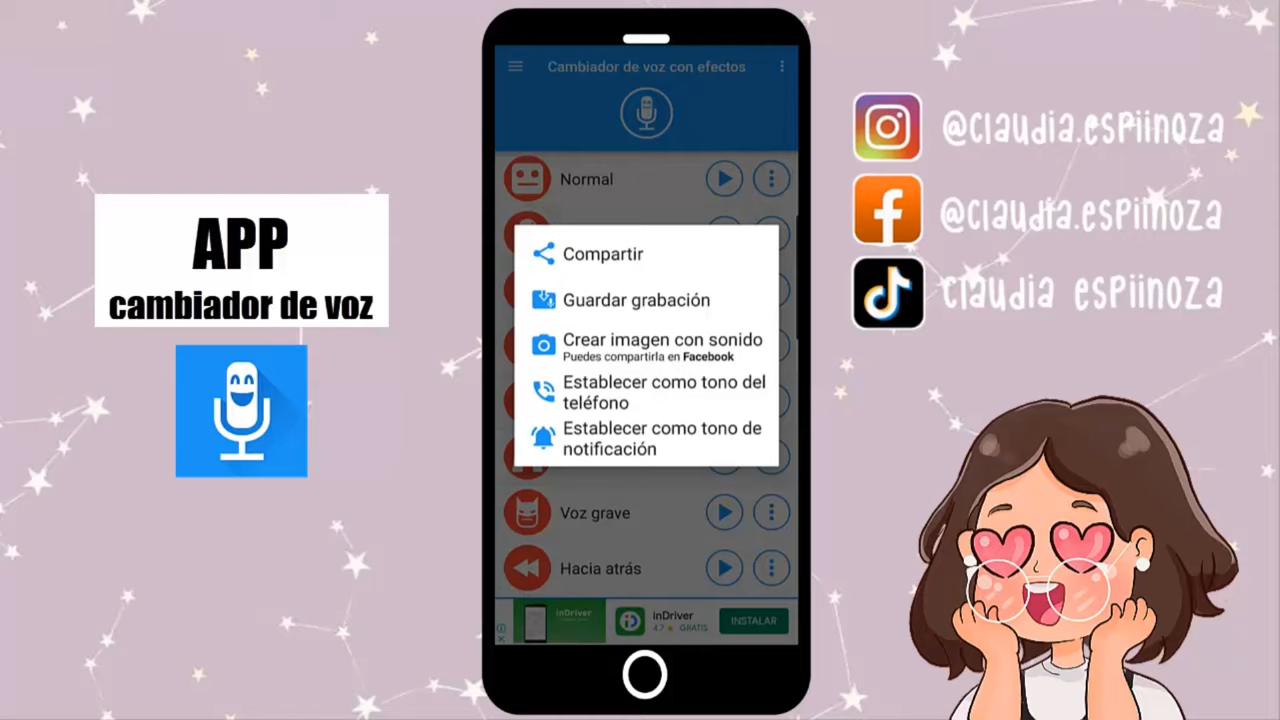 APP
cambiador de voz
Cambiador de voz con efectos
Normal
Compartir
Guardar grabación
Crear imagen con sonido
Puedes compartirla en Facebook
Establecer como tono del
teléfono
Establecer como tono de
notificación
Voz grave
Hacia atrás
inDriver
inDriver
4.7 ★ GRATIS
INSTALAR
@claudia.espiinoza
@claudia.espiinoza
claudia espiinoza